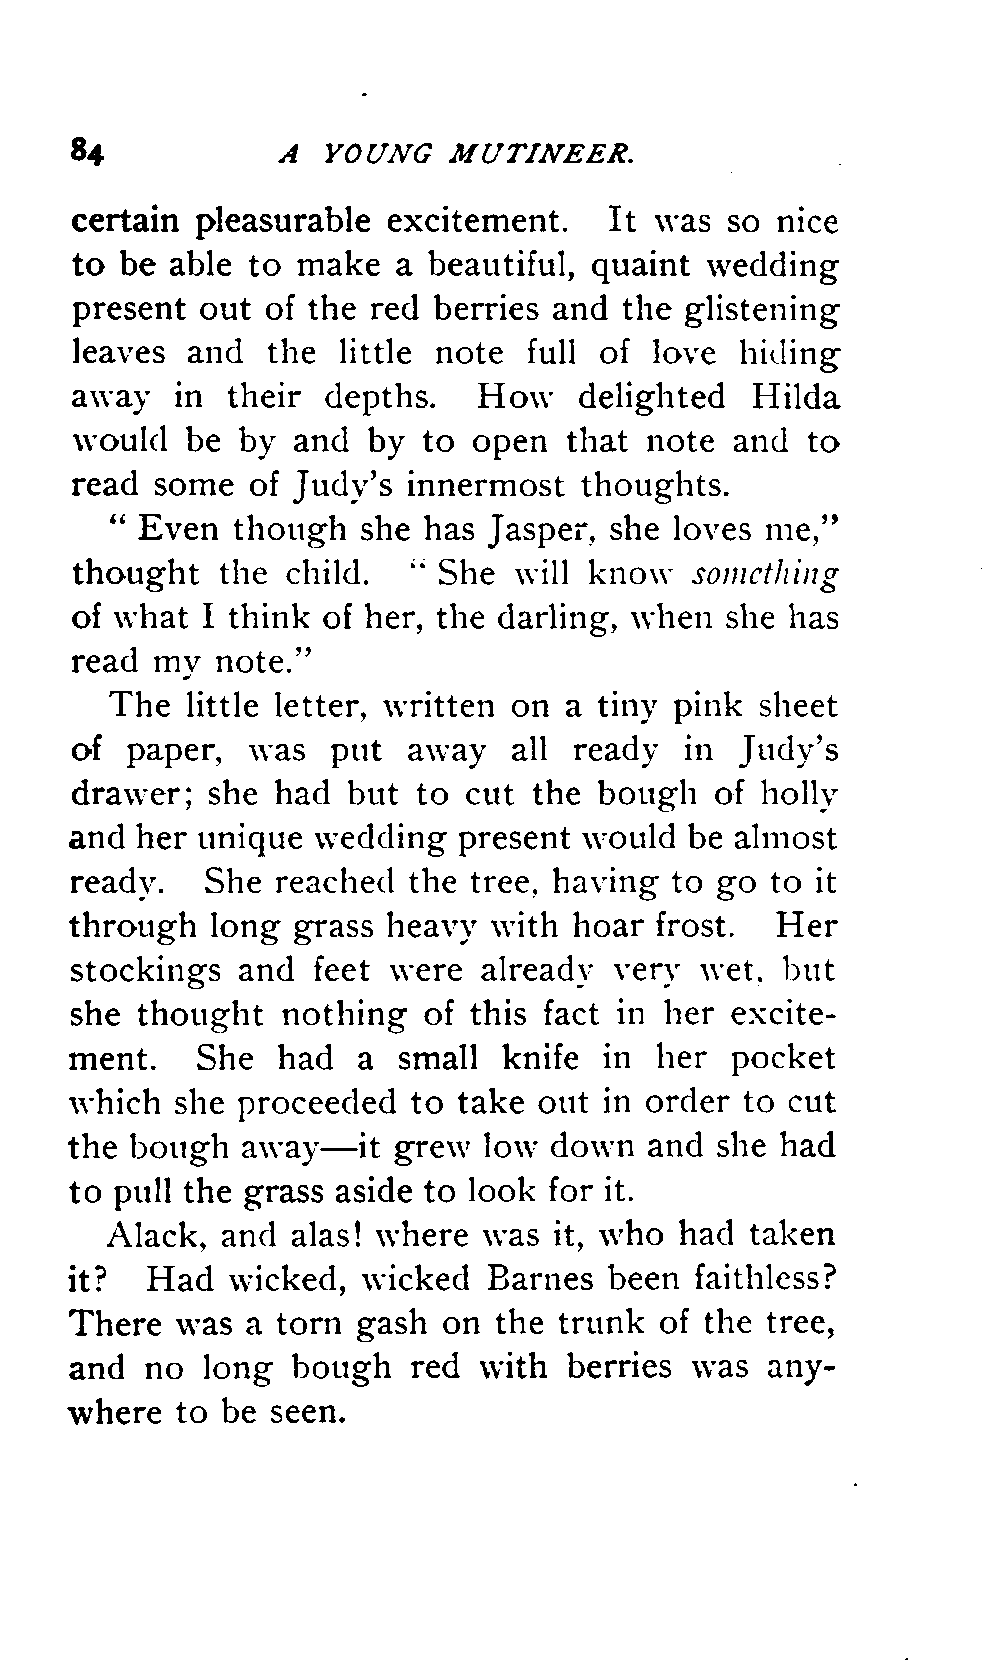 84 A YOUNG MUTINEER.
certain pleasurable excitement. It was so nice
to be able to make a beautiful, quaint wedding
present out of the red berries and the glistening
leaves and the little note full of love hiding
away in their depths. How delighted Hilda
would be by and by to open that note and to
read some of Judy's innermost thoughts.
“ Even though she has Jasper, she loves me,”
thought the child. “ She will know something
of what I think of her, the darling, when she has
read my note.”
The little letter, written on a tiny pink sheet
of paper, was put away all ready in Judy's
drawer; she had but to cut the bough of holly
and her unique wedding present would be almost
ready. She reached the tree, having to go to it
through long grass heavy with hoar frost. Her
stockings and feet were already very wet, but
she thought nothing of this fact in her excite-
ment. She had a small knife in her pocket
which she proceeded to take out in order to cut
the bough away—it grew low down and she had
to pull the grass aside to look for it.
Alack, and alas! where was it, who had taken
it? Had wicked, wicked Barnes been faithless?
There was a torn gash on the trunk of the tree,
and no long bough red with berries was any-
where to be seen.